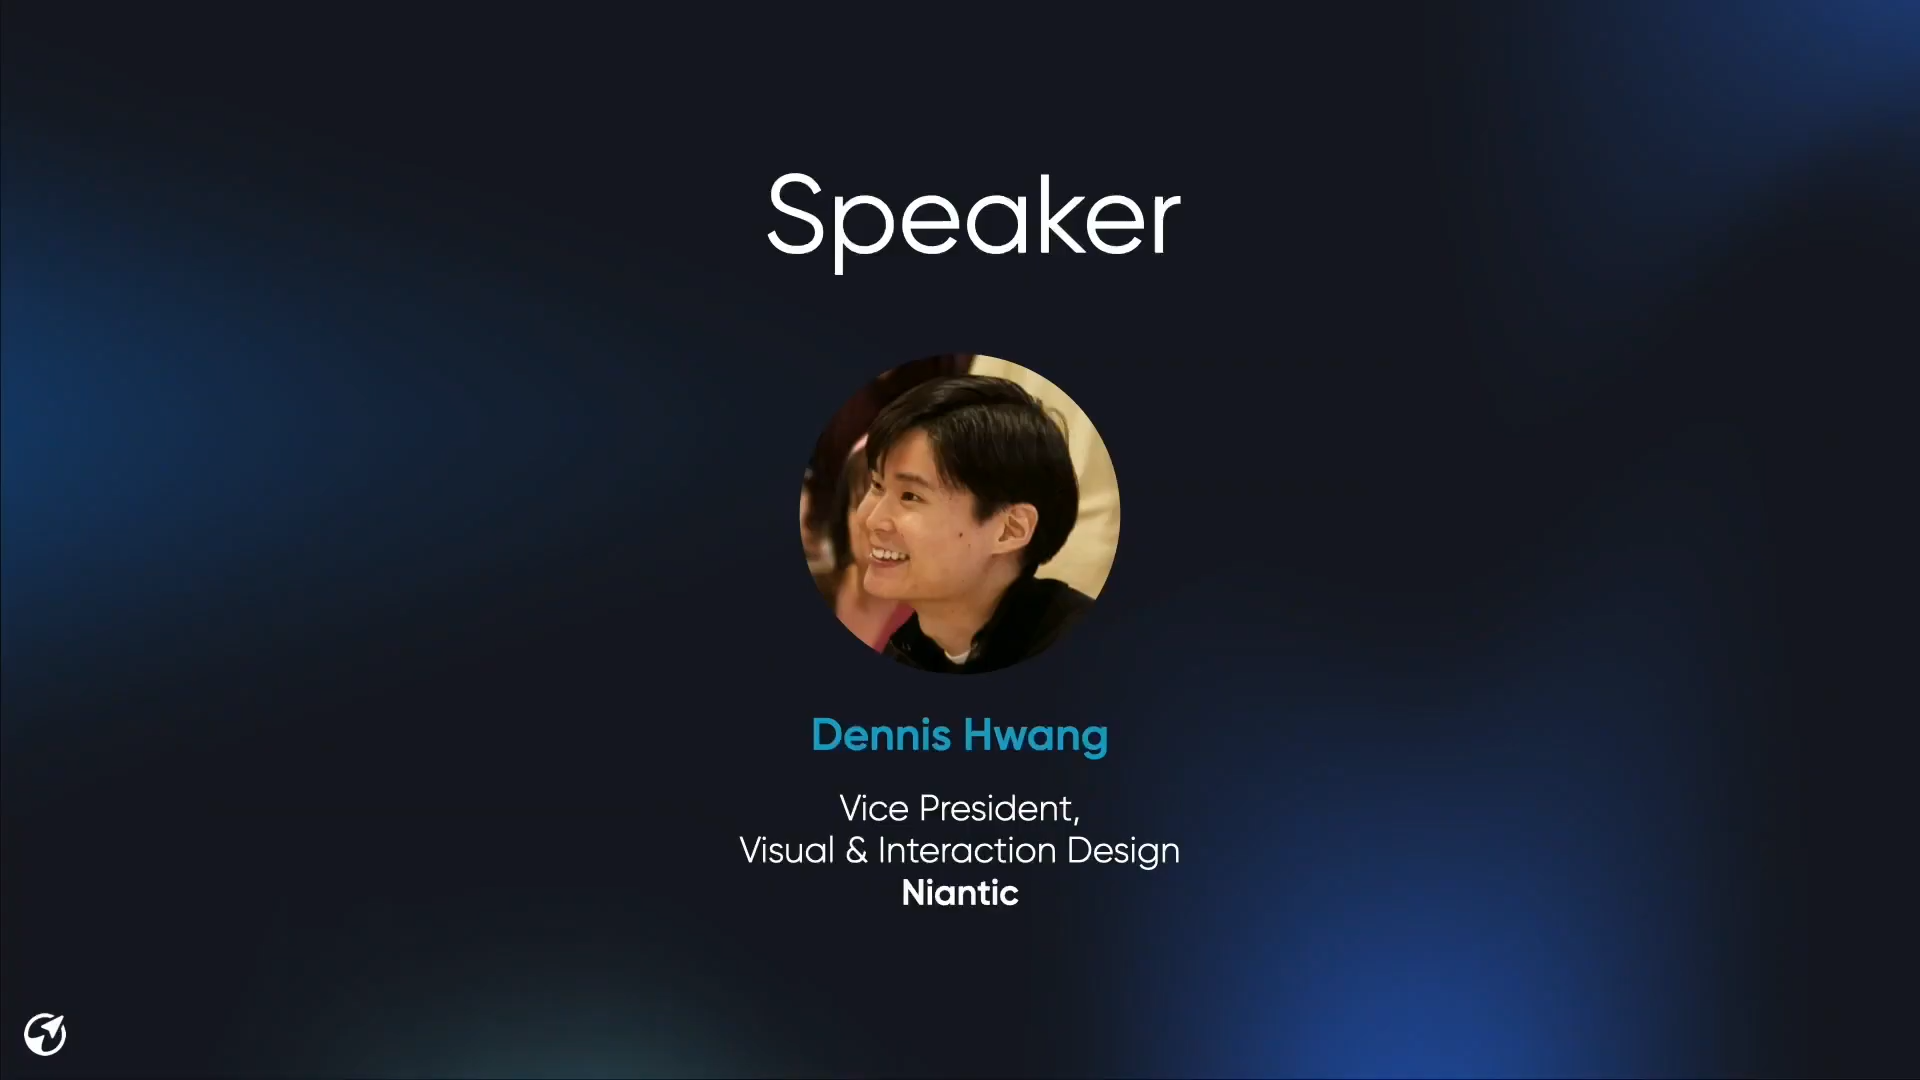 Speaker
Dennis Hwang
Vice President,
Visual & Interaction Design
Niantic